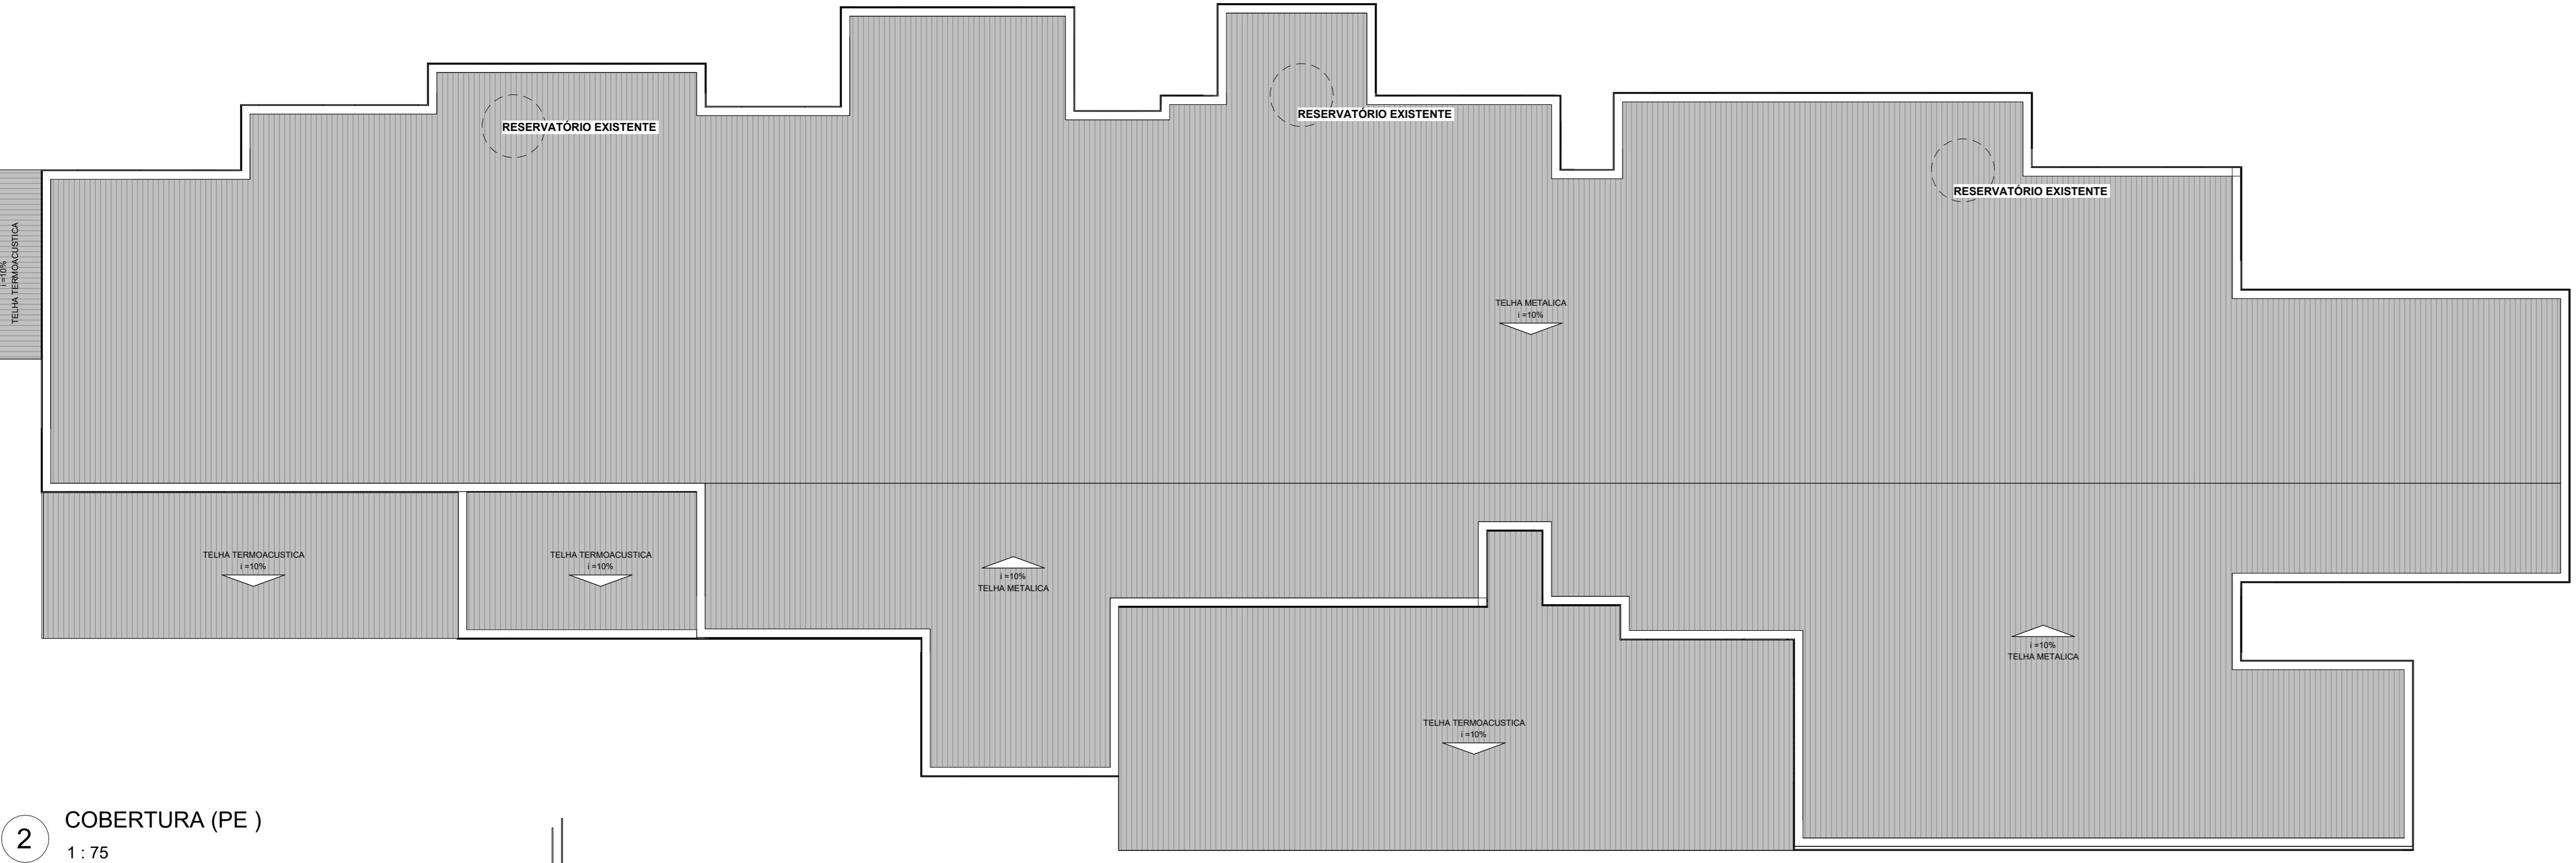 RESERVATÓRIO EXISTENTE
RESERVATÓRIO EXISTENTE
RESERVATÓRIO EXISTENTE
i =10%
TELHA TERMOACUSTICA
TELHA METALICA
i =10%
TELHA TERMOACUSTICA
i =10%
TELHA TERMOACUSTICA
i =10%
i =10%
TELHA METALICA
i =10%
TELHA METALICA
TELHA TERMOACUSTICA
i =10%
2
COBERTURA (PE )
1 : 75